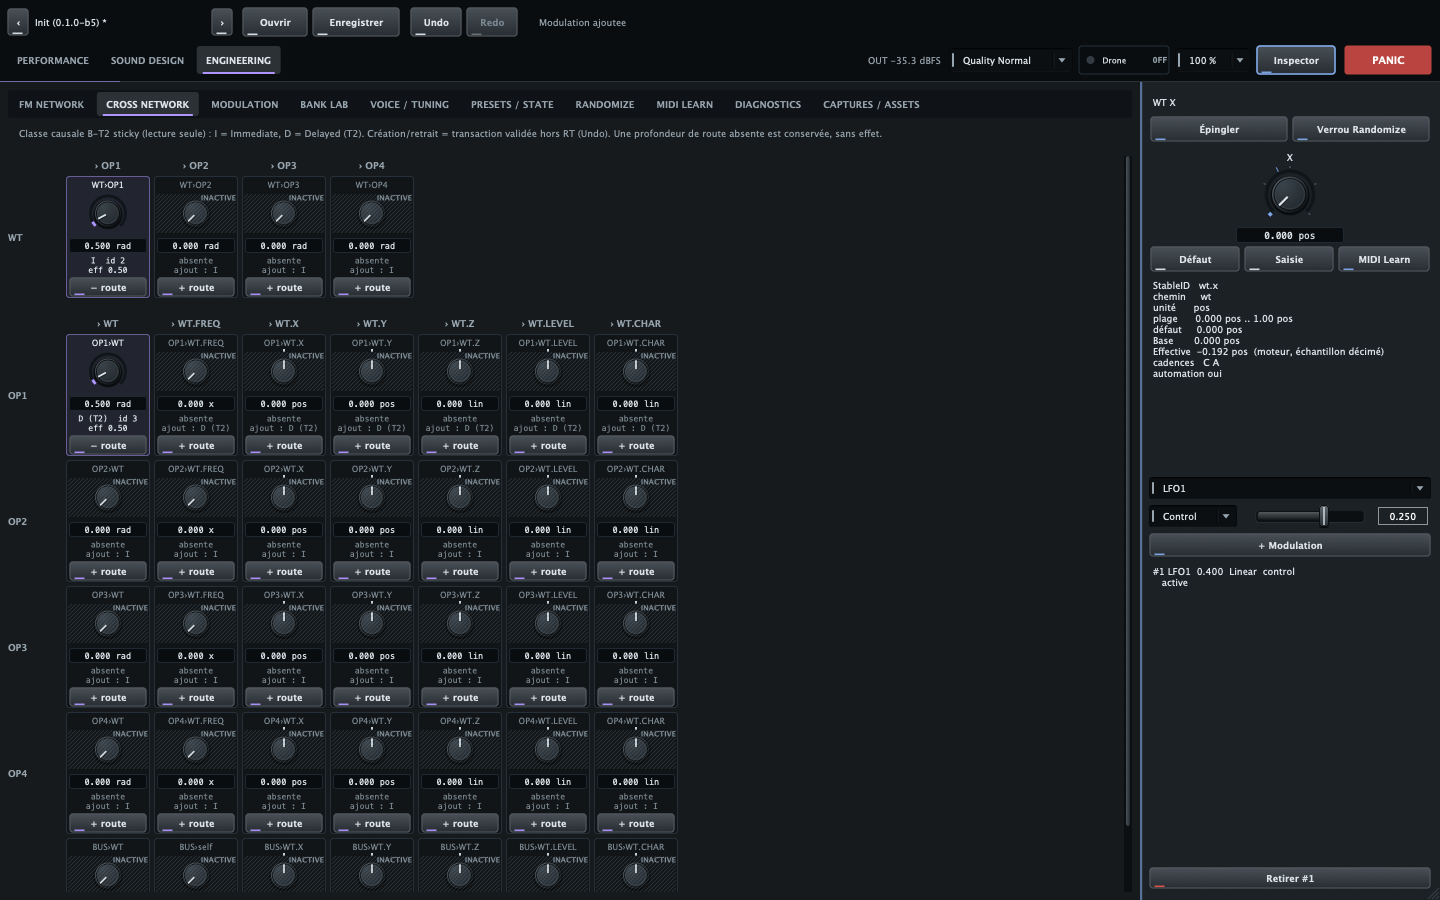 ‹ Init (0.1.0-b5) * › Ouvrir Enregistrer Undo Redo Modulation ajoutee
PERFORMANCE SOUND DESIGN ENGINEERING OUT -35.3 dBFS Quality Normal Drone OFF 100 % Inspector PANIC
FM NETWORK CROSS NETWORK MODULATION BANK LAB VOICE / TUNING PRESETS / STATE RANDOMIZE MIDI LEARN DIAGNOSTICS CAPTURES / ASSETS
Classe causale B-T2 sticky (lecture seule) : I = Immediate, D = Delayed (T2). Création/retrait = transaction validée hors RT (Undo). Une profondeur de route absente est conservée, sans effet.
› OP1 › OP2 › OP3 › OP4
WT›OP1 WT›OP2 WT›OP3 WT›OP4
INACTIVE INACTIVE INACTIVE
WT
0.500 rad 0.000 rad 0.000 rad 0.000 rad
I id 2 absente absente absente
eff 0.50 ajout : I ajout : I ajout : I
− route + route + route + route
› WT › WT.FREQ › WT.X › WT.Y › WT.Z › WT.LEVEL › WT.CHAR
OP1›WT OP1›WT.FREQ OP1›WT.X OP1›WT.Y OP1›WT.Z OP1›WT.LEVEL OP1›WT.CHAR
INACTIVE INACTIVE INACTIVE INACTIVE INACTIVE INACTIVE
OP1
0.500 rad 0.000 x 0.000 pos 0.000 pos 0.000 lin 0.000 lin 0.000 lin
D (T2) id 3 absente absente absente absente absente absente
eff 0.50 ajout : D (T2) ajout : D (T2) ajout : D (T2) ajout : D (T2) ajout : D (T2) ajout : D (T2)
− route + route + route + route + route + route + route
OP2›WT OP2›WT.FREQ OP2›WT.X OP2›WT.Y OP2›WT.Z OP2›WT.LEVEL OP2›WT.CHAR
INACTIVE INACTIVE INACTIVE INACTIVE INACTIVE INACTIVE INACTIVE
OP2
0.000 rad 0.000 x 0.000 pos 0.000 pos 0.000 lin 0.000 lin 0.000 lin
absente absente absente absente absente absente absente
ajout : I ajout : I ajout : I ajout : I ajout : I ajout : I ajout : I
+ route + route + route + route + route + route + route
OP3›WT OP3›WT.FREQ OP3›WT.X OP3›WT.Y OP3›WT.Z OP3›WT.LEVEL OP3›WT.CHAR
INACTIVE INACTIVE INACTIVE INACTIVE INACTIVE INACTIVE INACTIVE
OP3
0.000 rad 0.000 x 0.000 pos 0.000 pos 0.000 lin 0.000 lin 0.000 lin
absente absente absente absente absente absente absente
ajout : I ajout : I ajout : I ajout : I ajout : I ajout : I ajout : I
+ route + route + route + route + route + route + route
OP4›WT OP4›WT.FREQ OP4›WT.X OP4›WT.Y OP4›WT.Z OP4›WT.LEVEL OP4›WT.CHAR
INACTIVE INACTIVE INACTIVE INACTIVE INACTIVE INACTIVE INACTIVE
OP4
0.000 rad 0.000 x 0.000 pos 0.000 pos 0.000 lin 0.000 lin 0.000 lin
absente absente absente absente absente absente absente
ajout : I ajout : I ajout : I ajout : I ajout : I ajout : I ajout : I
+ route + route + route + route + route + route + route
BUS›WT BUS›self BUS›WT.X BUS›WT.Y BUS›WT.Z BUS›WT.LEVEL BUS›WT.CHAR
INACTIVE INACTIVE INACTIVE INACTIVE INACTIVE INACTIVE INACTIVE
WT X
Épingler Verrou Randomize
X
0.000 pos
Défaut Saisie MIDI Learn
StableID wt.x
chemin wt
unité pos
plage 0.000 pos .. 1.00 pos
défaut 0.000 pos
Base 0.000 pos
Effective -0.192 pos (moteur, échantillon décimé)
cadences C A
automation oui
LFO1
Control 0.250
+ Modulation
#1 LFO1 0.400 Linear control
active
Retirer #1